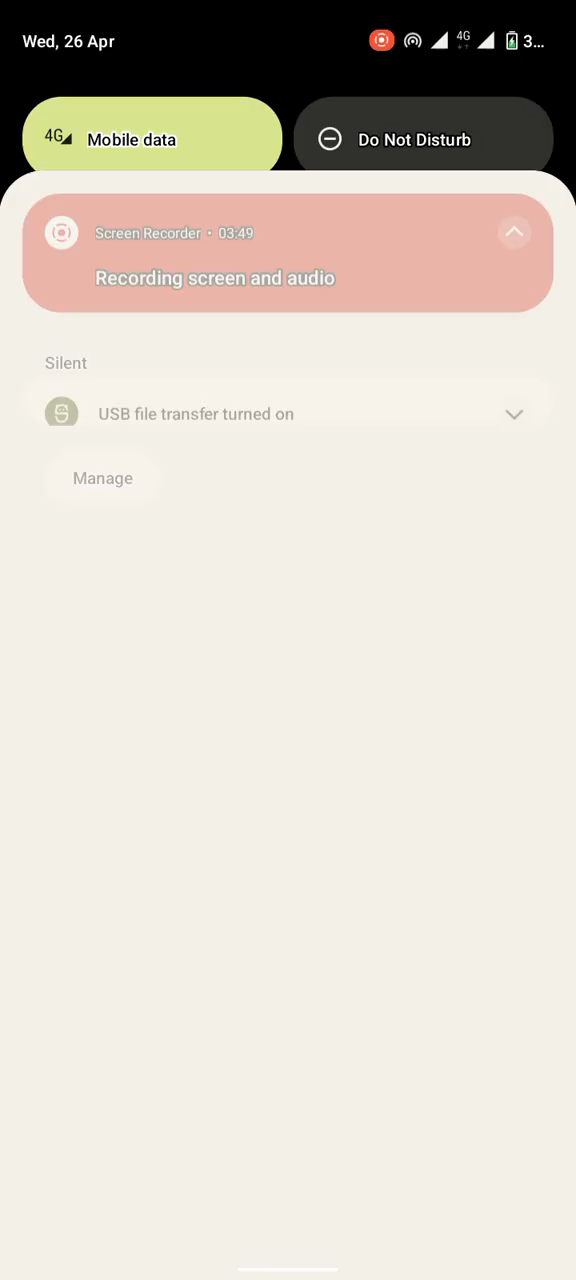 Wed, 26 Apr
4G
3...
4G
Mobile data
Do Not Disturb
Screen Recorder • 03:49
Recording screen and audio
Silent
USB file transfer turned on
Manage